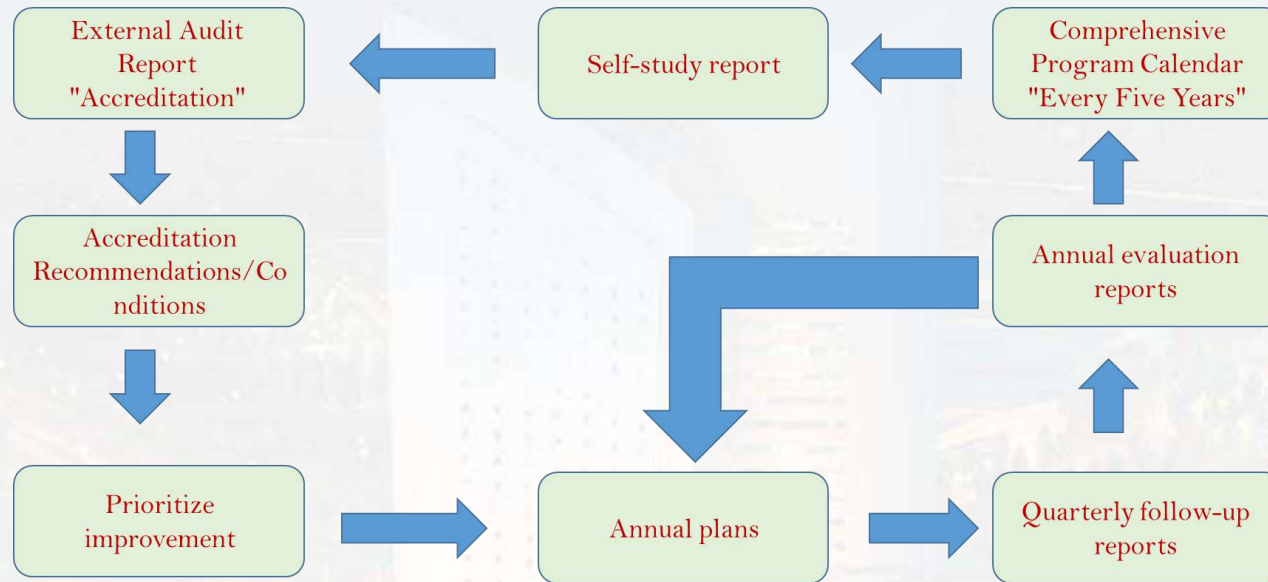 External Audit
Report
"Accreditation"
Self-study report
Comprehensive
Program Calendar
"Every Five Years"
Accreditation
Recommendations/Co
nditions
Annual evaluation
reports
Prioritize
improvement
Annual plans
Quarterly follow-up
reports